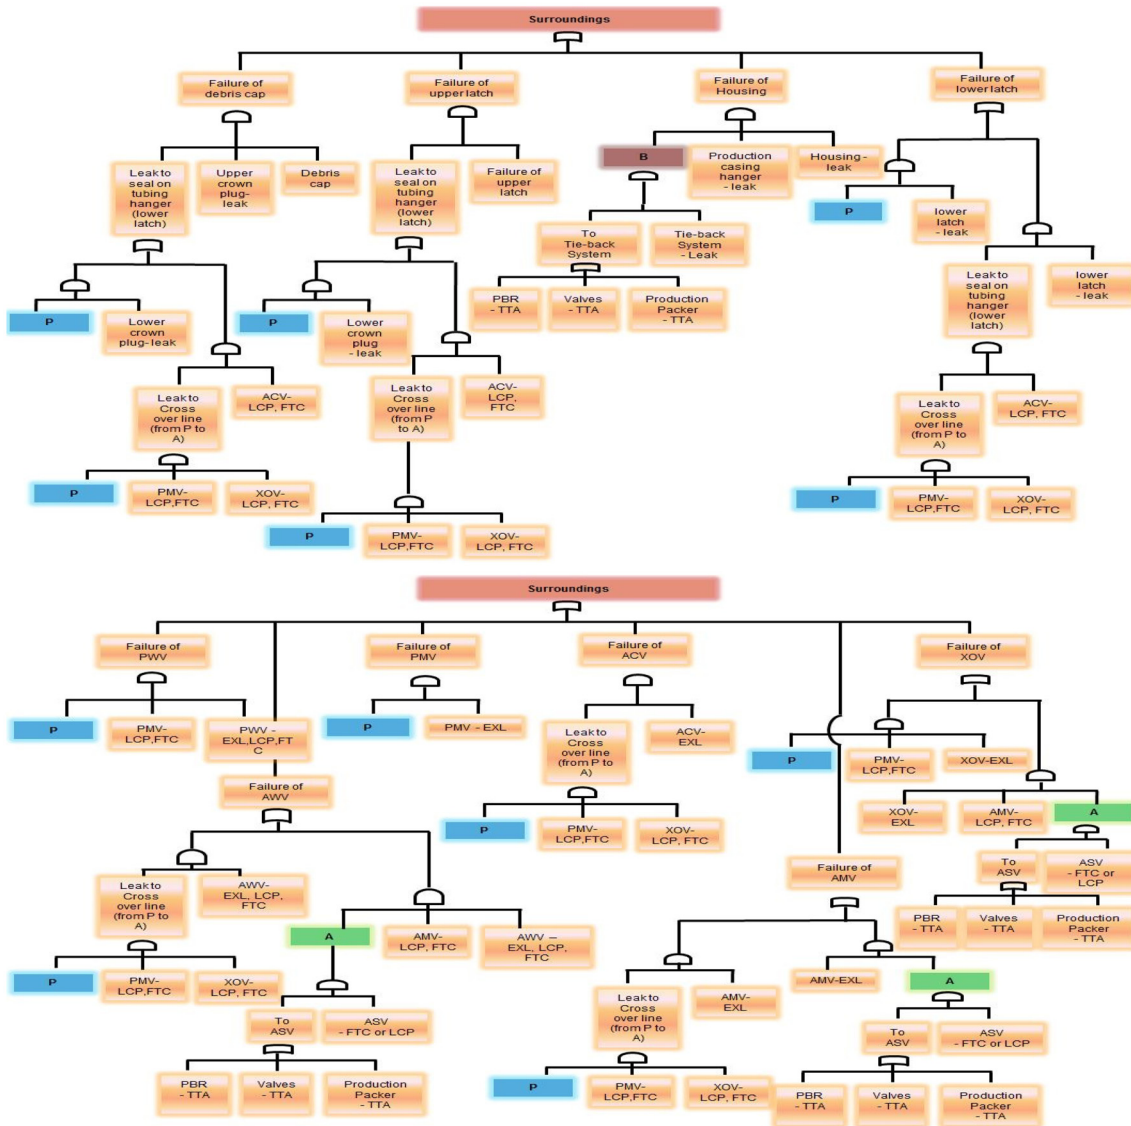 Surroundings
Failure of
debris cap
Failure of
upper latch
Failure of
Housing
Failure of
lower latch
Leak to
seal on
tubing
hanger
(lower
latch)
Upper
crown
plug-
leak
Debris
cap
Leak to
seal on
tubing
hanger
(lower
latch)
Failure of
upper
latch
B
Production
casing
hanger
- leak
Housing -
leak
P
lower
latch
- leak
To
Tie-back
System
Tie-back
System
- Leak
PBR
- TTA
Valves
- TTA
Production
Packer
- TTA
Leak to
seal on
tubing
hanger
(lower
latch)
lower
latch
- leak
P
Lower
crown
plug- leak
P
Lower
crown
plug
- leak
Leak to
Cross
over line
(from P to
A)
ACV-
LCP, FTC
Leak to
Cross
over line
(from P
to A)
ACV-
LCP,
FTC
Leak to
Cross
over line
(from P to
A)
ACV-
LCP, FTC
P
PMV-
LCP,FTC
XOV-
LCP, FTC
P
PMV-
LCP,FTC
XOV-
LCP, FTC
P
PMV-
LCP,FTC
XOV-
LCP, FTC
Surroundings
Failure of
PWV
Failure of
PMV
Failure of
ACV
Failure of
XOV
P
PMV-
LCP,FTC
PWV -
EXL,LCP,FT
C
P
PMV - EXL
Leak to
Cross
over line
(from P to
A)
ACV-
EXL
P
PMV-
LCP,FTC
XOV-EXL
Failure of
AWV
XOV-
EXL
AMV-
LCP, FTC
A
P
PMV-
LCP,FTC
XOV-
LCP, FTC
Failure of
AMV
To
ASV
ASV
- FTC or
LCP
Leak to
Cross
over line
(from P to
A)
AWV-
EXL, LCP,
FTC
PBR
- TTA
Valves
- TTA
Production
Packer
- TTA
A
AMV-
LCP, FTC
AWV –
EXL, LCP,
FTC
P
PMV-
LCP,FTC
XOV-
LCP, FTC
AMV-EXL
A
Leak to
Cross
over line
(from P to
A)
AMV-
EXL
To
ASV
ASV
- FTC or LCP
To
ASV
ASV
- FTC or LCP
PBR
- TTA
Valves
- TTA
Production
Packer
- TTA
P
PMV-
LCP,FTC
XOV-
LCP, FTC
PBR
- TTA
Valves
- TTA
Production
Packer
- TTA